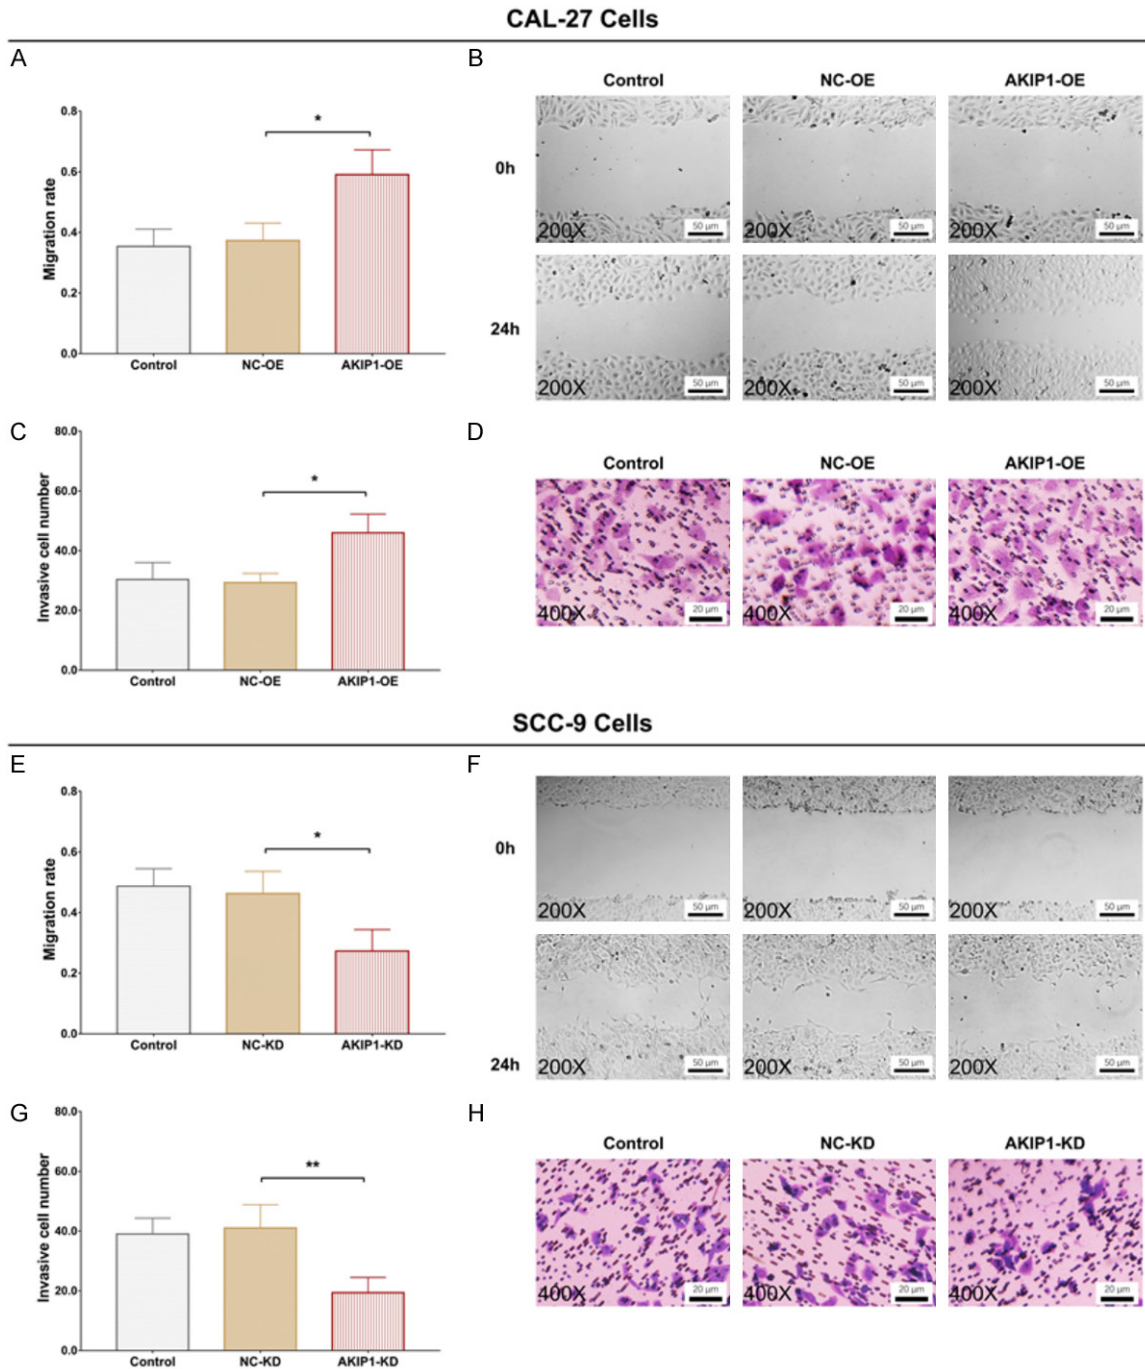 CAL-27 Cells
A
0.8
0.6
0.4
0.2
0.0
Migration rate
*
Control NC-OE AKIP1-OE
B
Control NC-OE AKIP1-OE
0h
200X 50 µm 200X 50 µm 200X 50 µm
24h
200X 50 µm 200X 50 µm 200X 50 µm
C
80.0
60.0
40.0
20.0
0.0
Invasive cell number
*
Control NC-OE AKIP1-OE
D
Control NC-OE AKIP1-OE
400X 20 µm 400X 20 µm 400X 20 µm
SCC-9 Cells
E
0.8
0.6
0.4
0.2
0.0
Migration rate
*
Control NC-KD AKIP1-KD
F
0h
200X 50 µm 200X 50 µm 200X 50 µm
24h
200X 50 µm 200X 50 µm 200X 50 µm
G
80.0
60.0
40.0
20.0
0.0
Invasive cell number
**
Control NC-KD AKIP1-KD
H
Control NC-KD AKIP1-KD
400X 20 µm 400X 20 µm 400X 20 µm